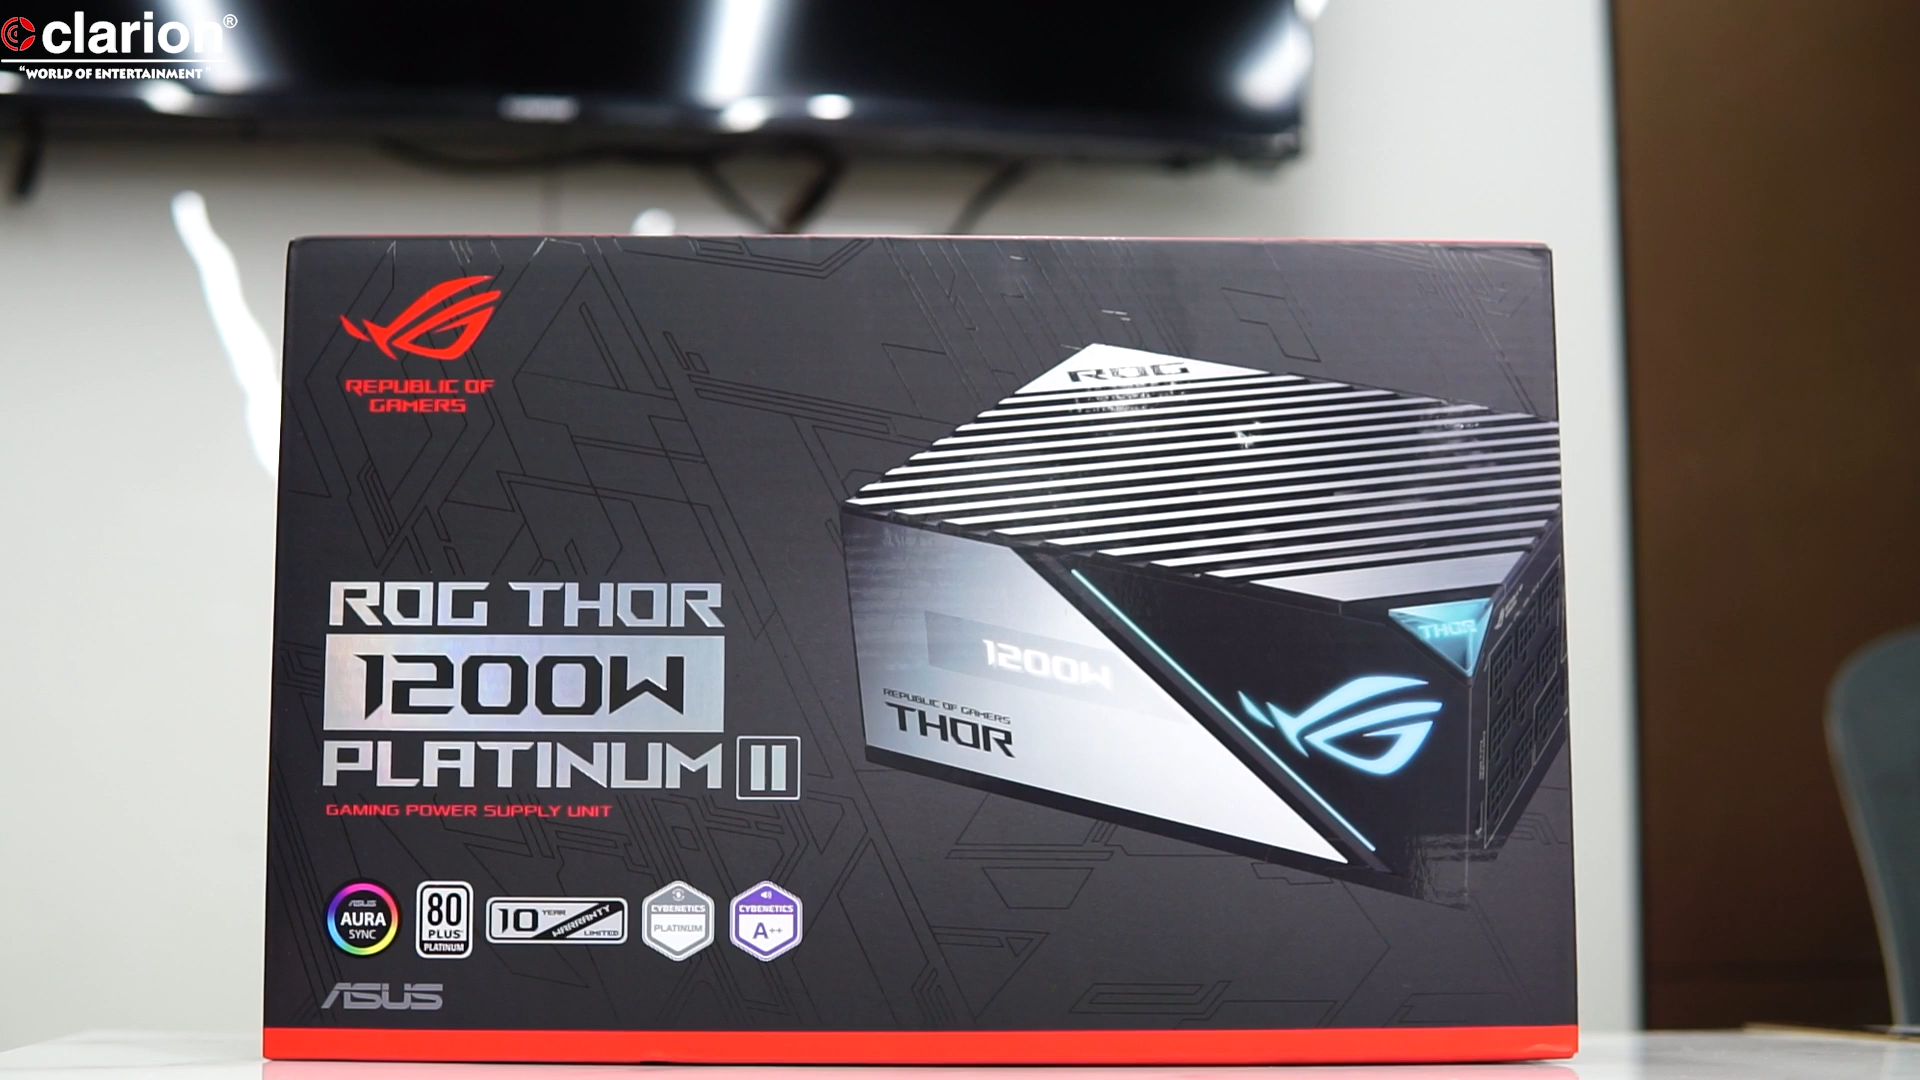 clarion®
"WORLD OF ENTERTAINMENT"
REPUBLIC OF
GAMERS
ROG THOR
1200W
PLATINUM II
GAMING POWER SUPPLY UNIT
ASUS
AURA
SYNC
80
PLUS
PLATINUM
10 YEAR
WARRANTY
LIMITED
CYBENETICS
PLATINUM
CYBENETICS
A++
ASUS
ROG
1200W
REPUBLIC OF GAMERS
THOR
THOR